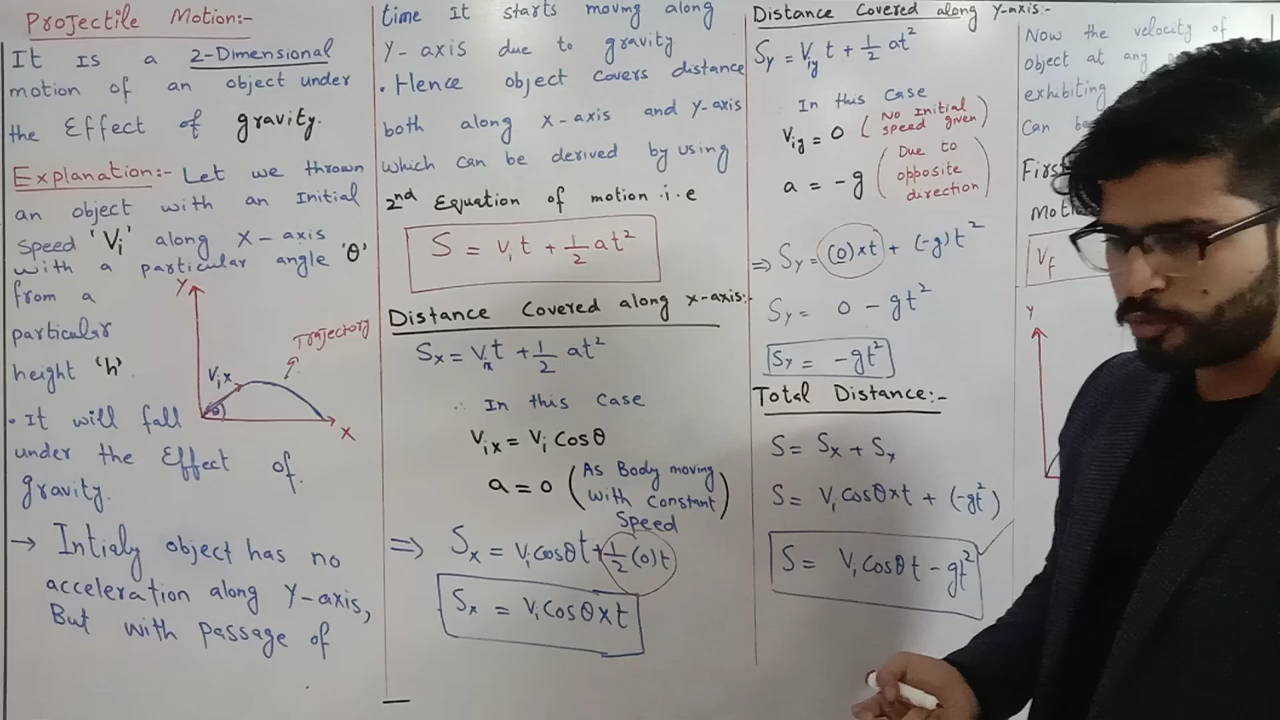 Projectile Motion:-
It Is a 2-Dimensional
motion of an object under
the Effect of gravity.
Explanation:- Let we thrown
an object with an Initial
Speed 'Vi' along X-axis
with a particular angle 'θ'
from a
particular
height 'h'
Y
Trajectory
Vix
θ
X
• It will fall
under the Effect of
gravity.
→ Intialy object has no
acceleration along Y-axis,
But with passage of
time It starts moving along
Y-axis due to gravity
• Hence object covers distance
both along X-axis and Y-axis
which can be derived by using
2nd Equation of motion i.e
S = Vit + 1/2 at²
Distance Covered along x-axis:-
Sx = Vixt + 1/2 at²
∴ In this Case
Vix = Vi Cosθ
a = 0 (As Body moving
with Constant
Speed)
⇒ Sx = Vi Cosθt + 1/2 (0)t
Sx = Vi Cosθ x t
Distance Covered along Y-axis:-
Sy = Viy t + 1/2 at²
In this Case
Viy = 0 (No Initial
speed given)
a = -g (Due to
opposite
direction)
⇒ Sy = (0)xt + (-g)t²
Sy = 0 - gt²
Sy = -gt²
Total Distance:-
S = Sx + Sy
S = Vi Cosθxt + (-gt²)
S = Vi Cosθt - gt²
Now the velocity of
object at any
exhibiting
Can
First
Vf
Y